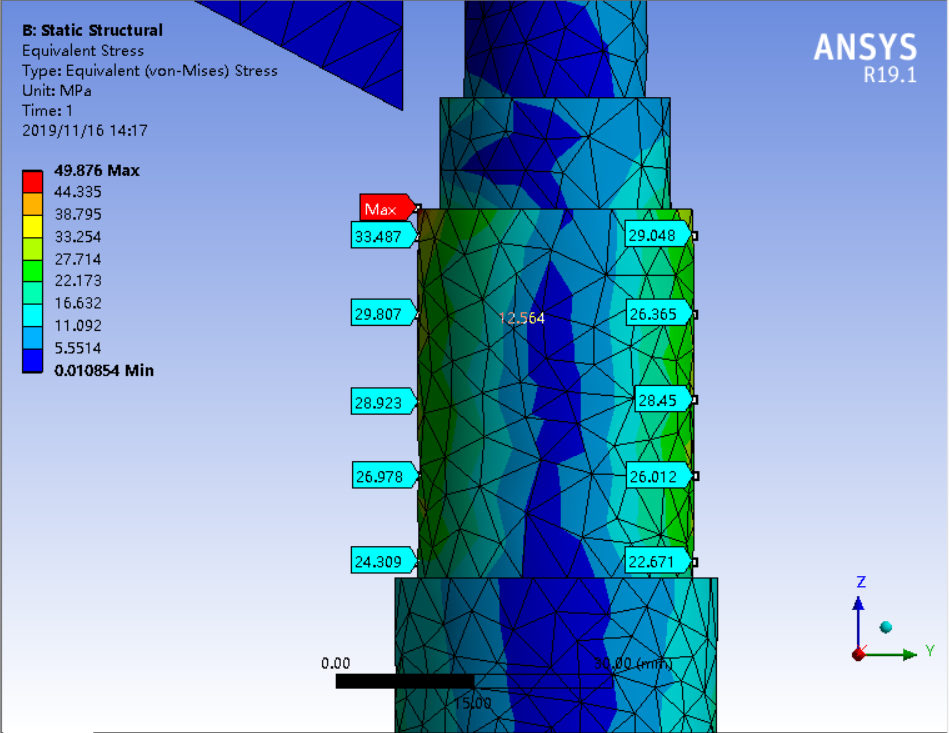 B: Static Structural
Equivalent Stress
Type: Equivalent (von-Mises) Stress
Unit: MPa
Time: 1
2019/11/16 14:17
ANSYS
R19.1
49.876 Max
44.335
38.795
33.254
27.714
22.173
16.632
11.092
5.5514
0.010854 Min
Max
33.487
29.048
29.807
12.564
26.365
28.923
28.45
26.978
26.012
24.309
22.671
0.00
30.00 (mm)
15.00
Z
Y